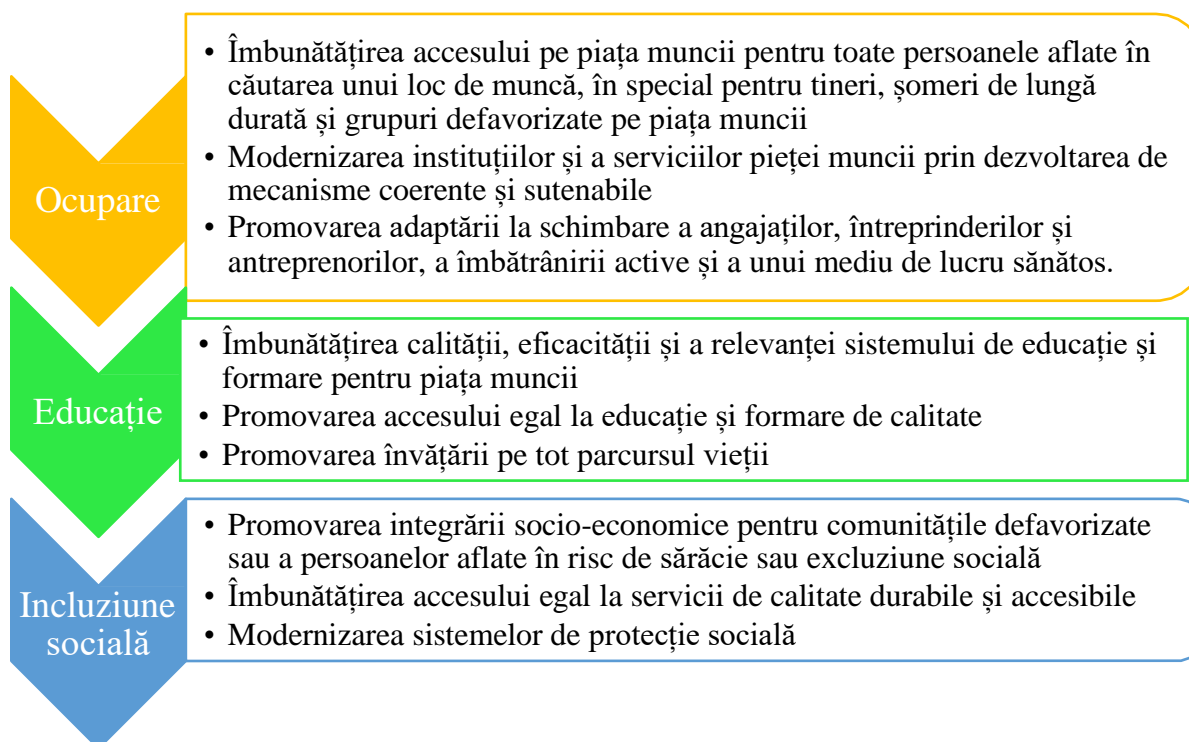 Ocupare
• Îmbunătățirea accesului pe piața muncii pentru toate persoanele aflate în
căutarea unui loc de muncă, în special pentru tineri, șomeri de lungă
durată și grupuri defavorizate pe piața muncii
• Modernizarea instituțiilor și a serviciilor pieței muncii prin dezvoltarea de
mecanisme coerente și sutenabile
• Promovarea adaptării la schimbare a angajaților, întreprinderilor și
antreprenorilor, a îmbătrânirii active și a unui mediu de lucru sănătos.
Educație
• Îmbunătățirea calității, eficacității și a relevanței sistemului de educație și
formare pentru piața muncii
• Promovarea accesului egal la educație și formare de calitate
• Promovarea învățării pe tot parcursul vieții
Incluziune
socială
• Promovarea integrării socio-economice pentru comunitățile defavorizate
sau a persoanelor aflate în risc de sărăcie sau excluziune socială
• Îmbunătățirea accesului egal la servicii de calitate durabile și accesibile
• Modernizarea sistemelor de protecție socială